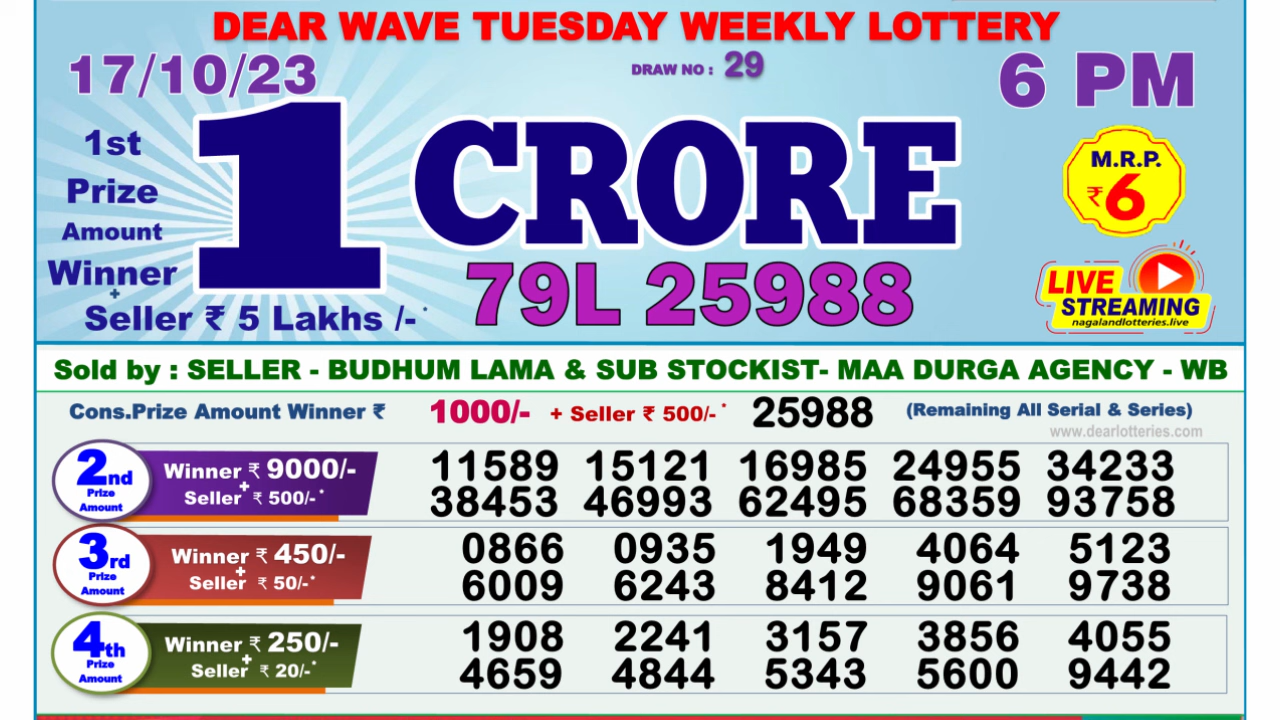 DEAR WAVE TUESDAY WEEKLY LOTTERY
17/10/23
DRAW NO : 29
6 PM
1st
Prize
Amount
Winner
+
Seller ₹ 5 Lakhs /- *
1 CRORE
79L 25988
M.R.P.
₹6
LIVE
STREAMING
nagalandlotteries.live
Sold by : SELLER - BUDHUM LAMA & SUB STOCKIST- MAA DURGA AGENCY - WB
Cons.Prize Amount Winner ₹ 1000/- + Seller ₹ 500/- * 25988 (Remaining All Serial & Series)
www.dearlotteries.com
2nd
Prize
Amount
Winner ₹ 9000/-
+
Seller ₹ 500/- *
11589 15121 16985 24955 34233
38453 46993 62495 68359 93758
3rd
Prize
Amount
Winner ₹ 450/-
+
Seller ₹ 50/- *
0866 0935 1949 4064 5123
6009 6243 8412 9061 9738
4th
Prize
Amount
Winner ₹ 250/-
+
Seller ₹ 20/- *
1908 2241 3157 3856 4055
4659 4844 5343 5600 9442